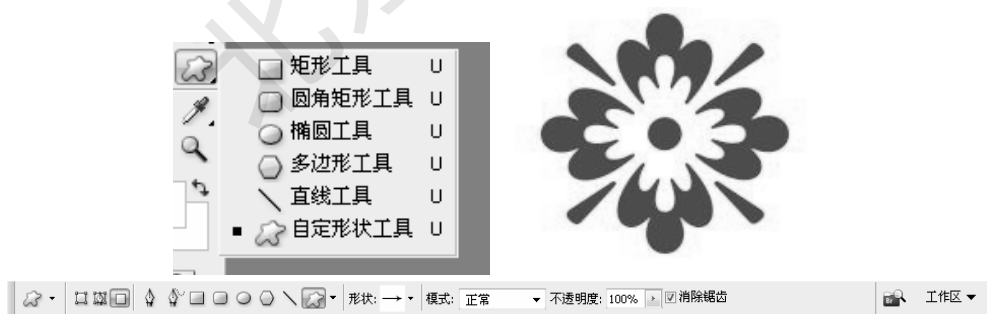 矩形工具 U
圆角矩形工具 U
椭圆工具 U
多边形工具 U
直线工具 U
自定形状工具 U
形状: 模式: 正常 不透明度: 100% 消除锯齿 工作区